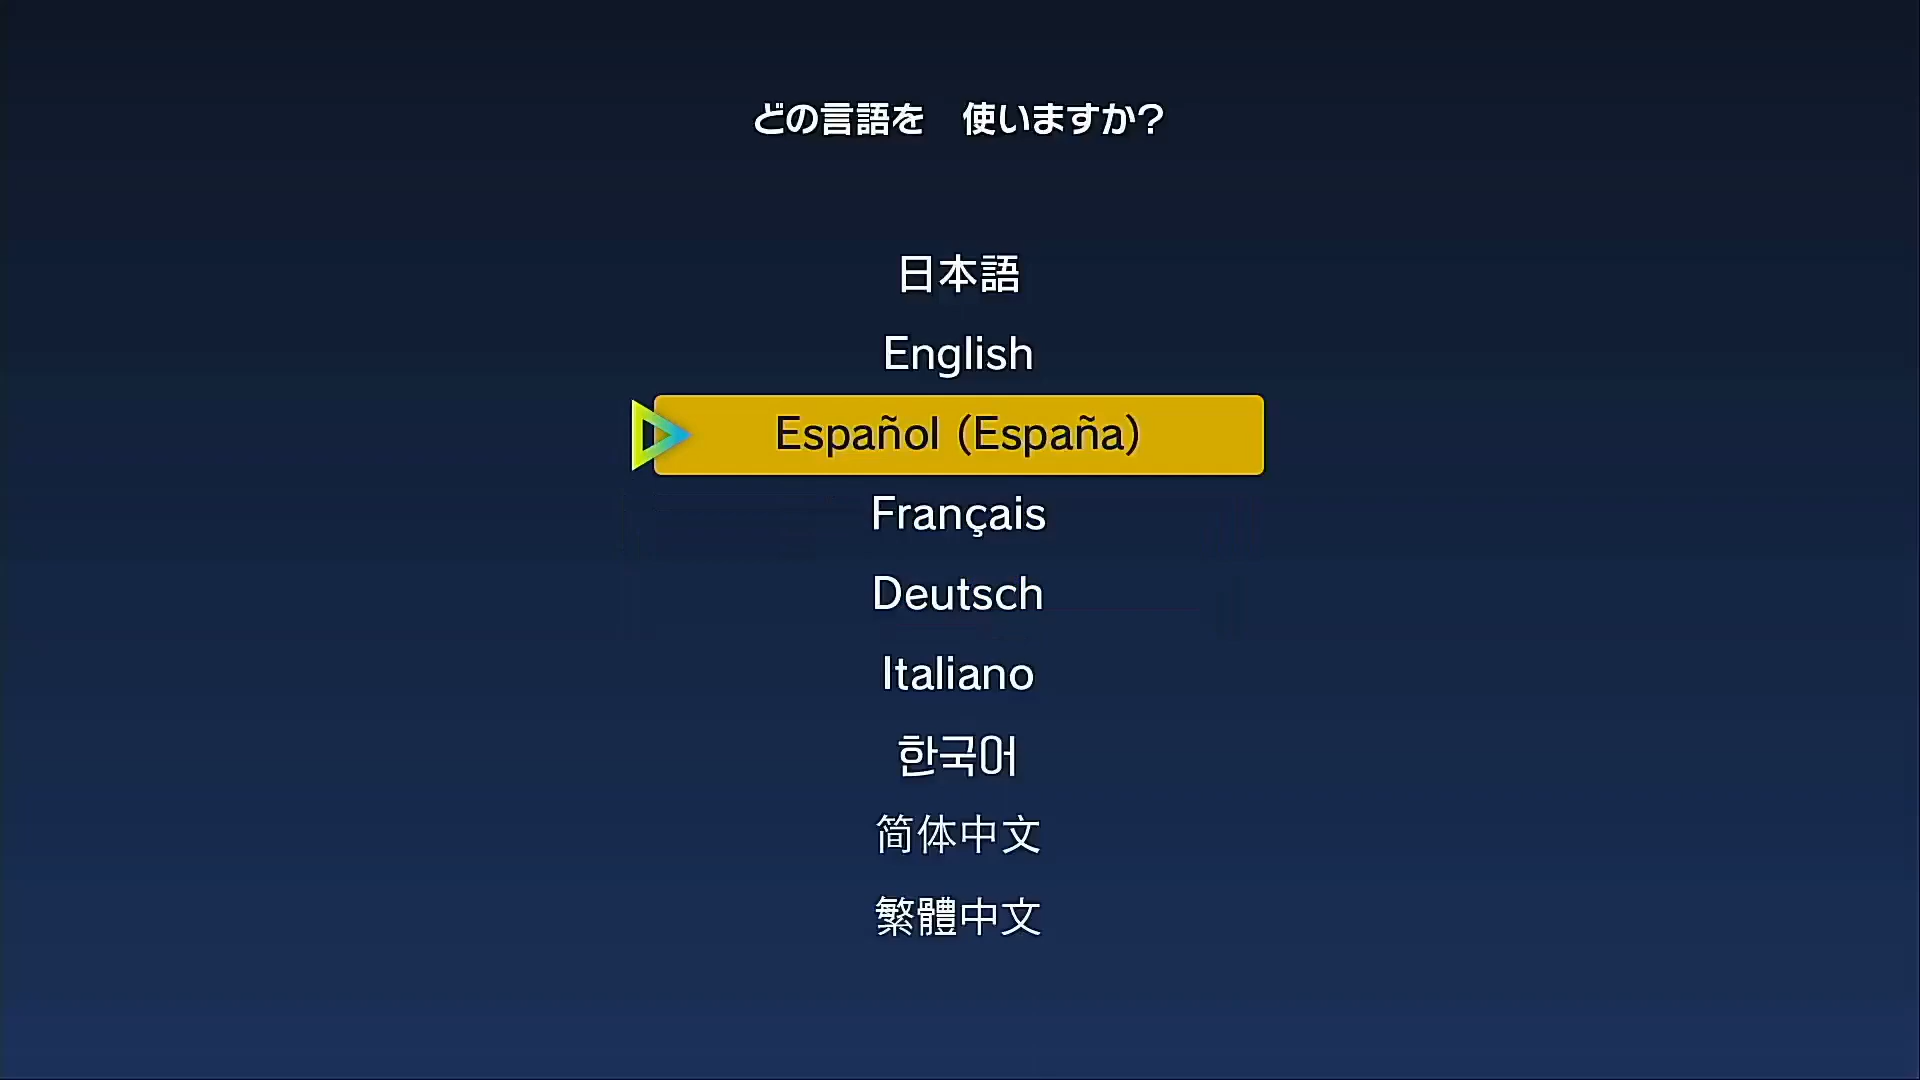 どの言語を　使いますか?
日本語
English
Español (España)
Français
Deutsch
Italiano
한국어
简体中文
繁體中文